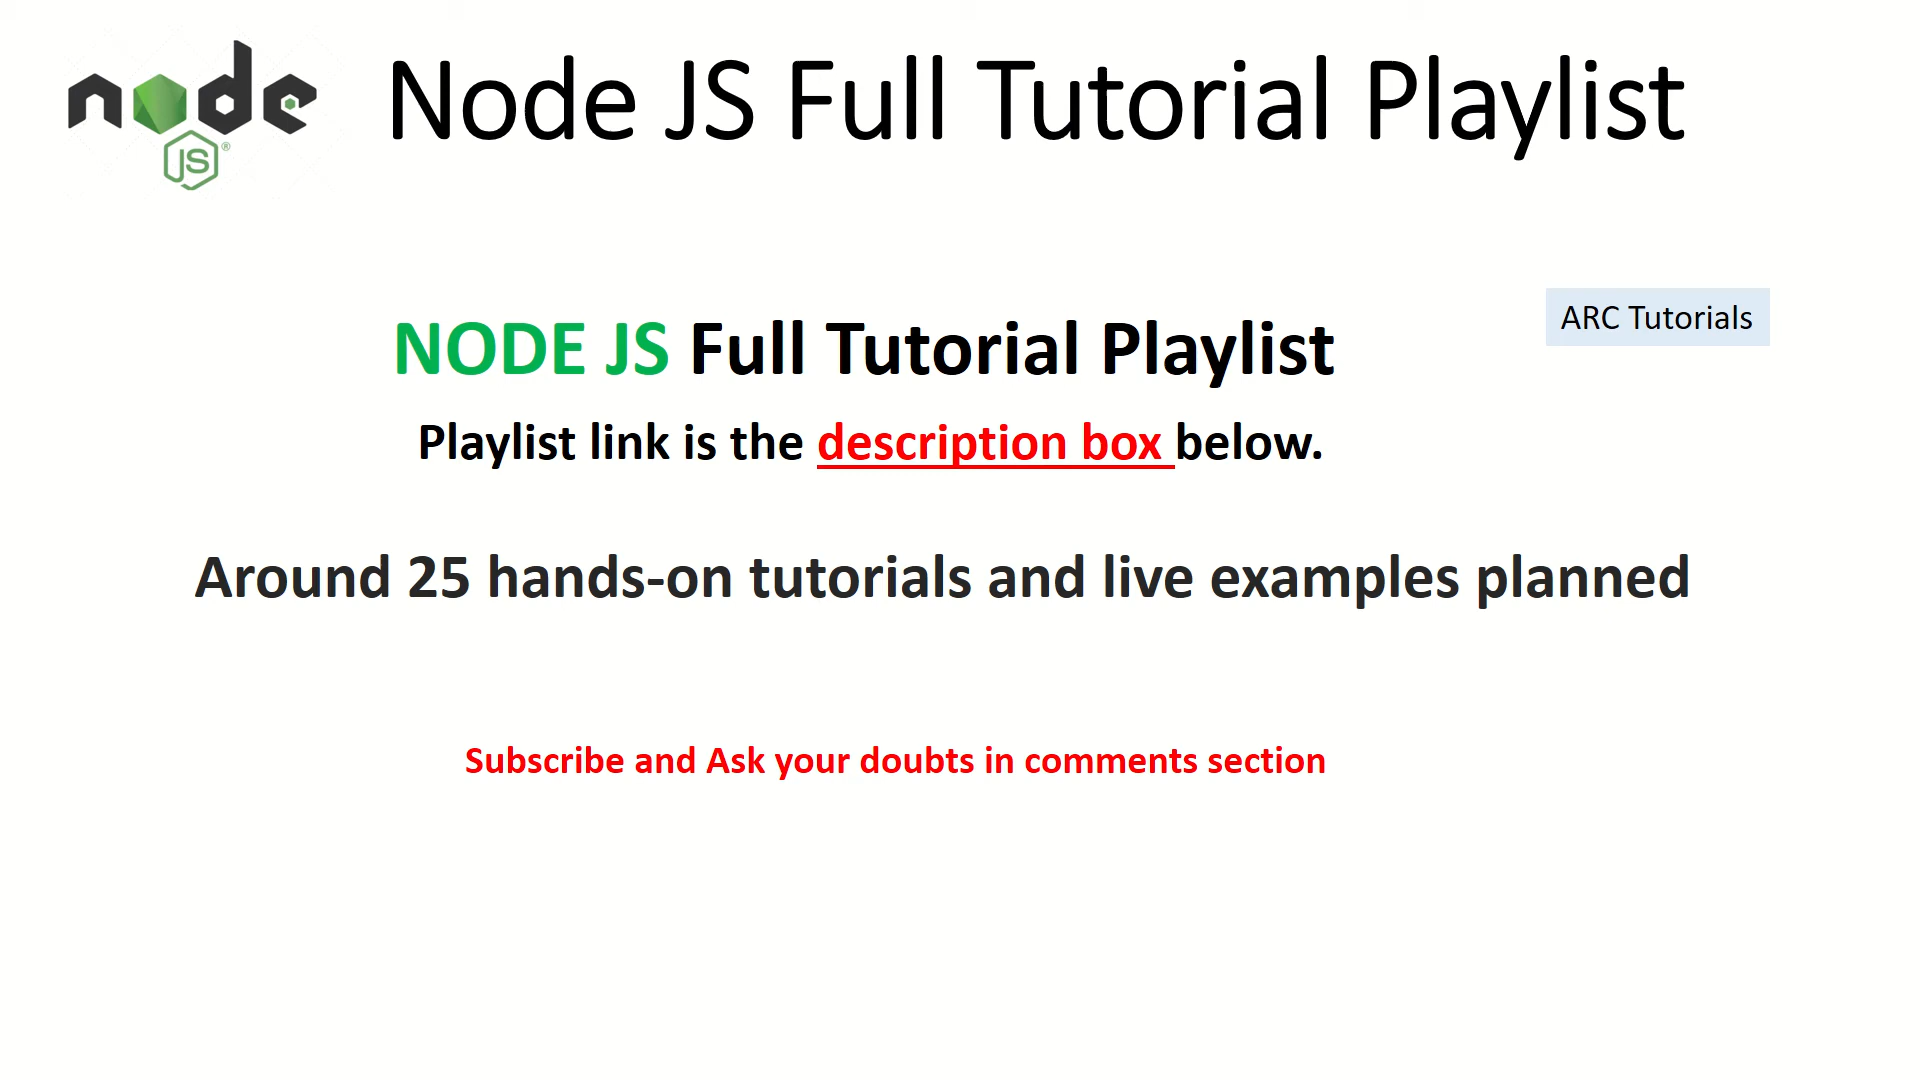 node
JS®
Node JS Full Tutorial Playlist
ARC Tutorials
NODE JS Full Tutorial Playlist
Playlist link is the description box below.
Around 25 hands-on tutorials and live examples planned
Subscribe and Ask your doubts in comments section